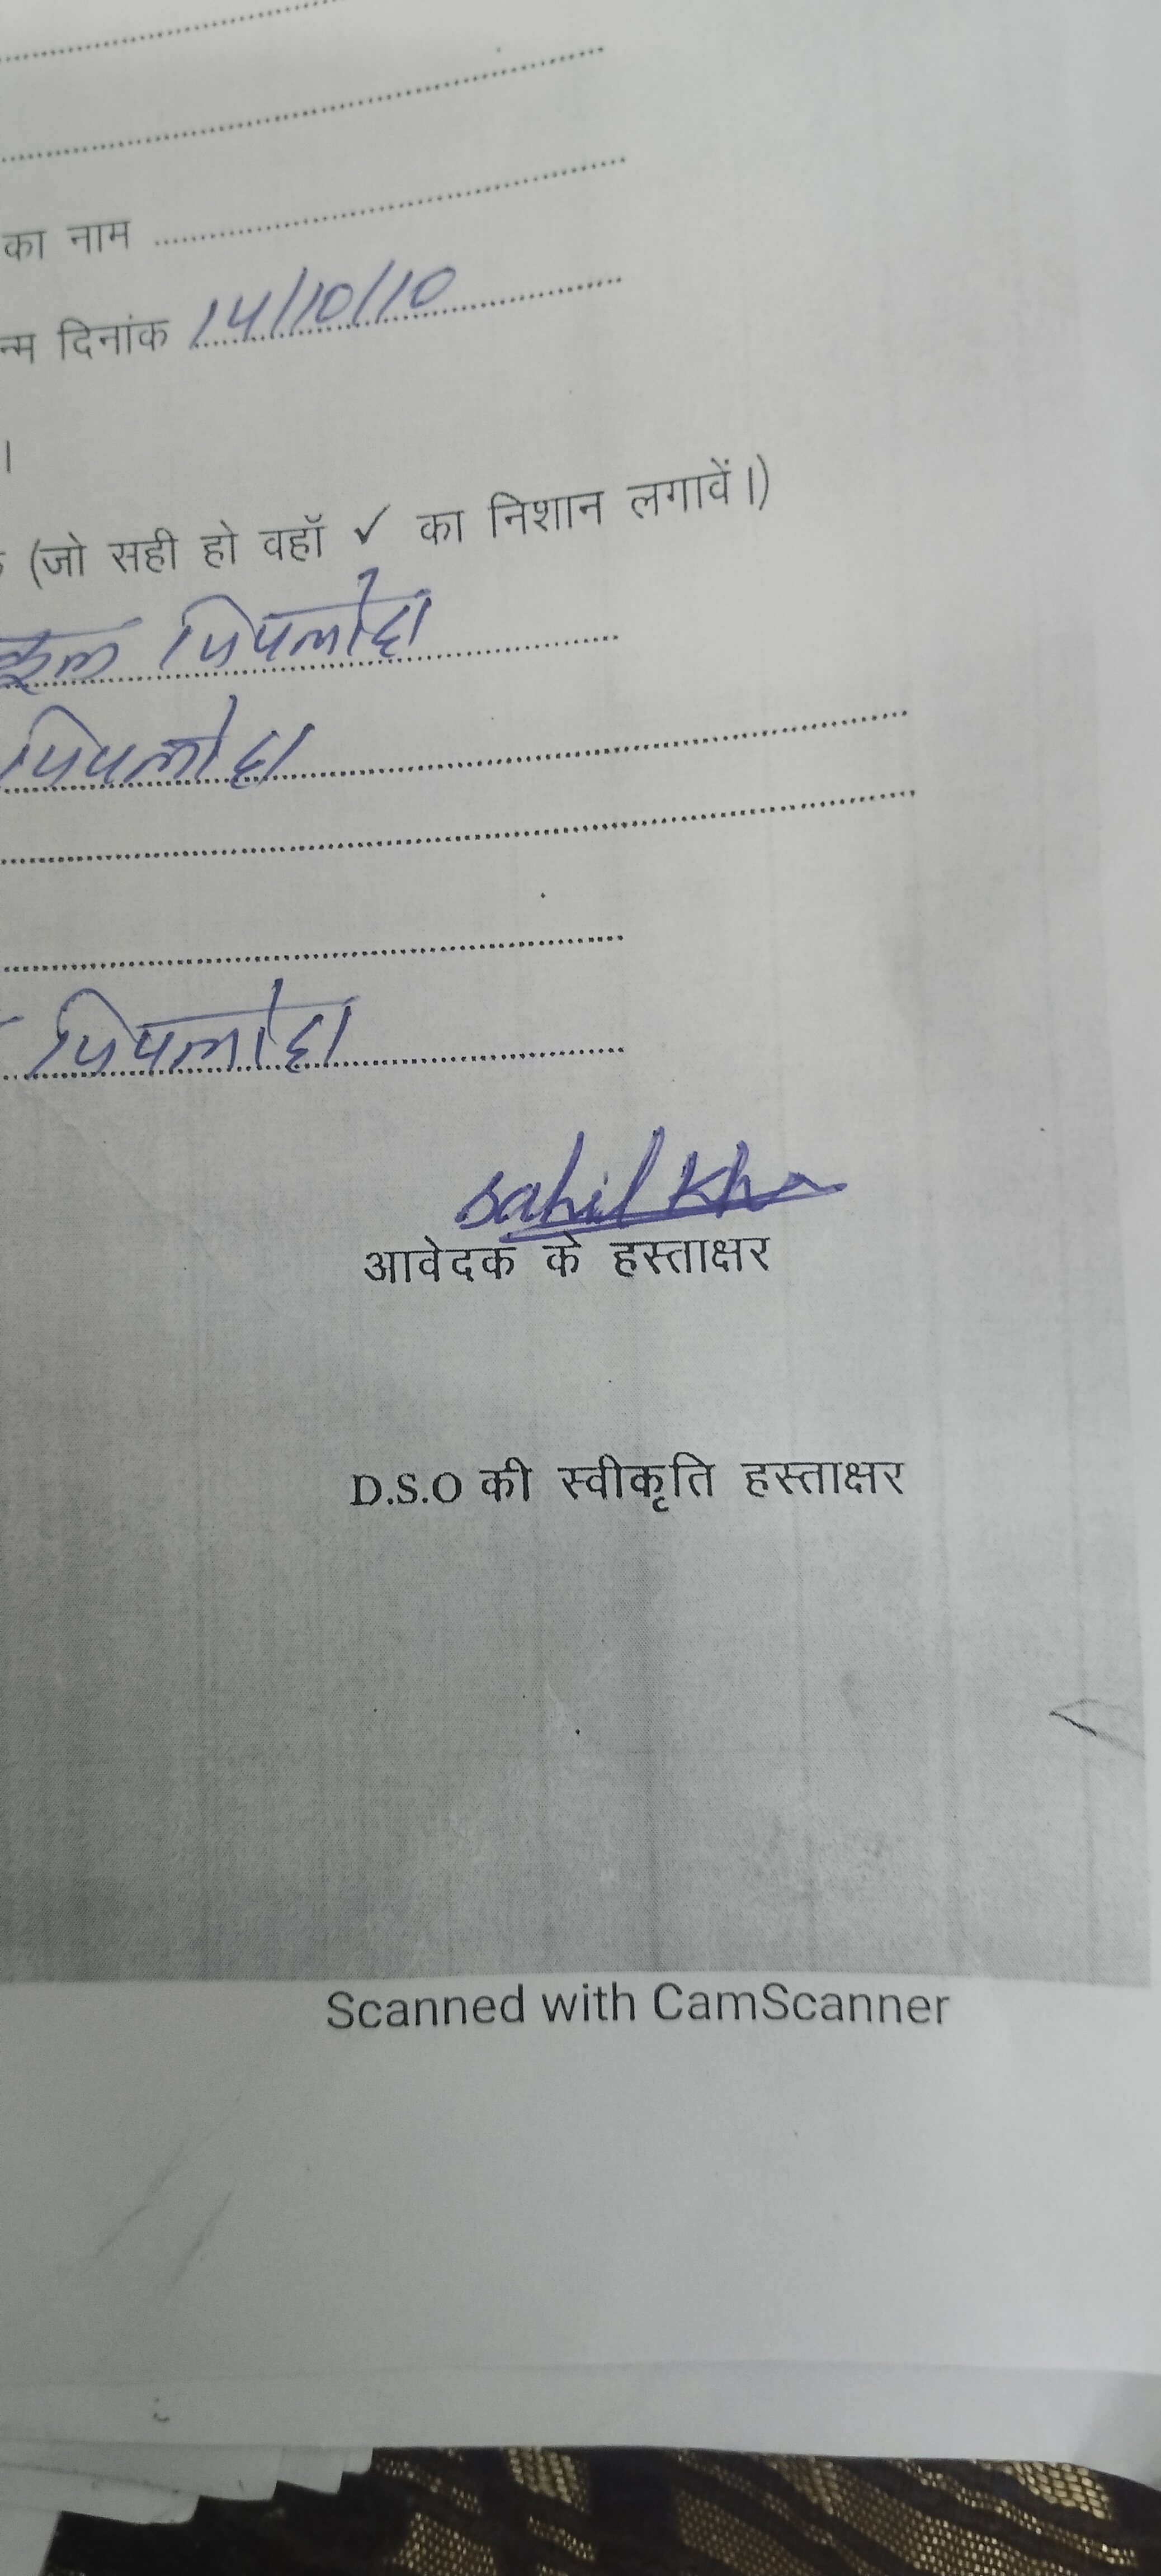 का नाम
न्म दिनांक 14/10/10
।
(जो सही हो वहाँ ✓ का निशान लगावें।)
पिपलोदा
पिपलोदा
पिपलोदा
sahil kha
आवेदक के हस्ताक्षर
D.S.O की स्वीकृति हस्ताक्षर
Scanned with CamScanner